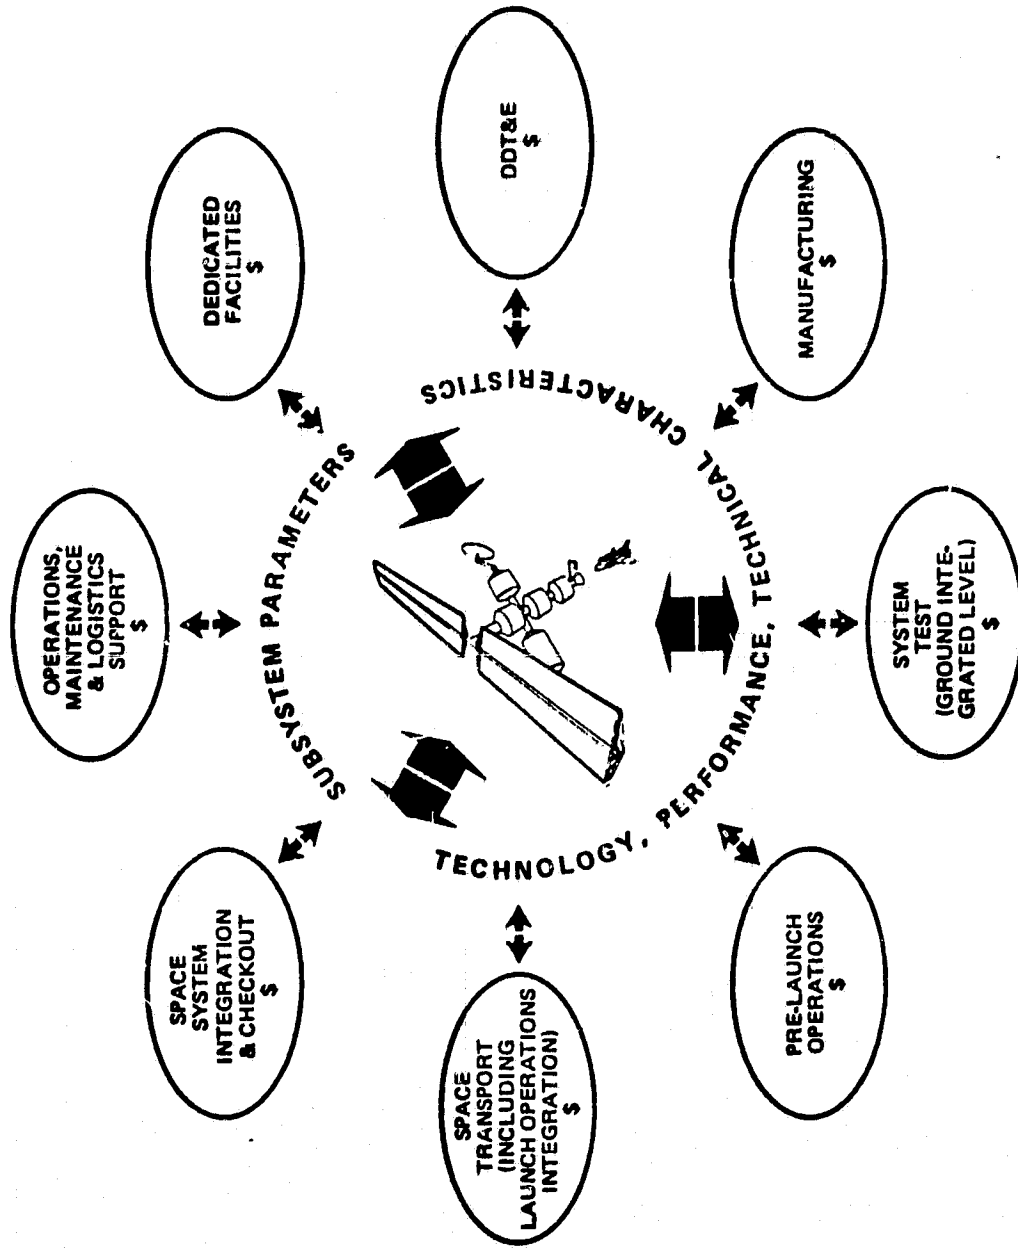 OPERATIONS,
MAINTENANCE
& LOGISTICS
SUPPORT
$
DEDICATED
FACILITIES
$
DDT&E
$
MANUFACTURING
$
SYSTEM
TEST
(GROUND INTE-
GRATED LEVEL)
$
PRE-LAUNCH
OPERATIONS
$
SPACE
TRANSPORT
(INCLUDING
LAUNCH OPERATIONS
INTEGRATION)
$
SPACE
SYSTEM
INTEGRATION
& CHECKOUT
$
SUBSYSTEM PARAMETERS
TECHNOLOGY, PERFORMANCE, TECHNICAL CHARACTERISTICS